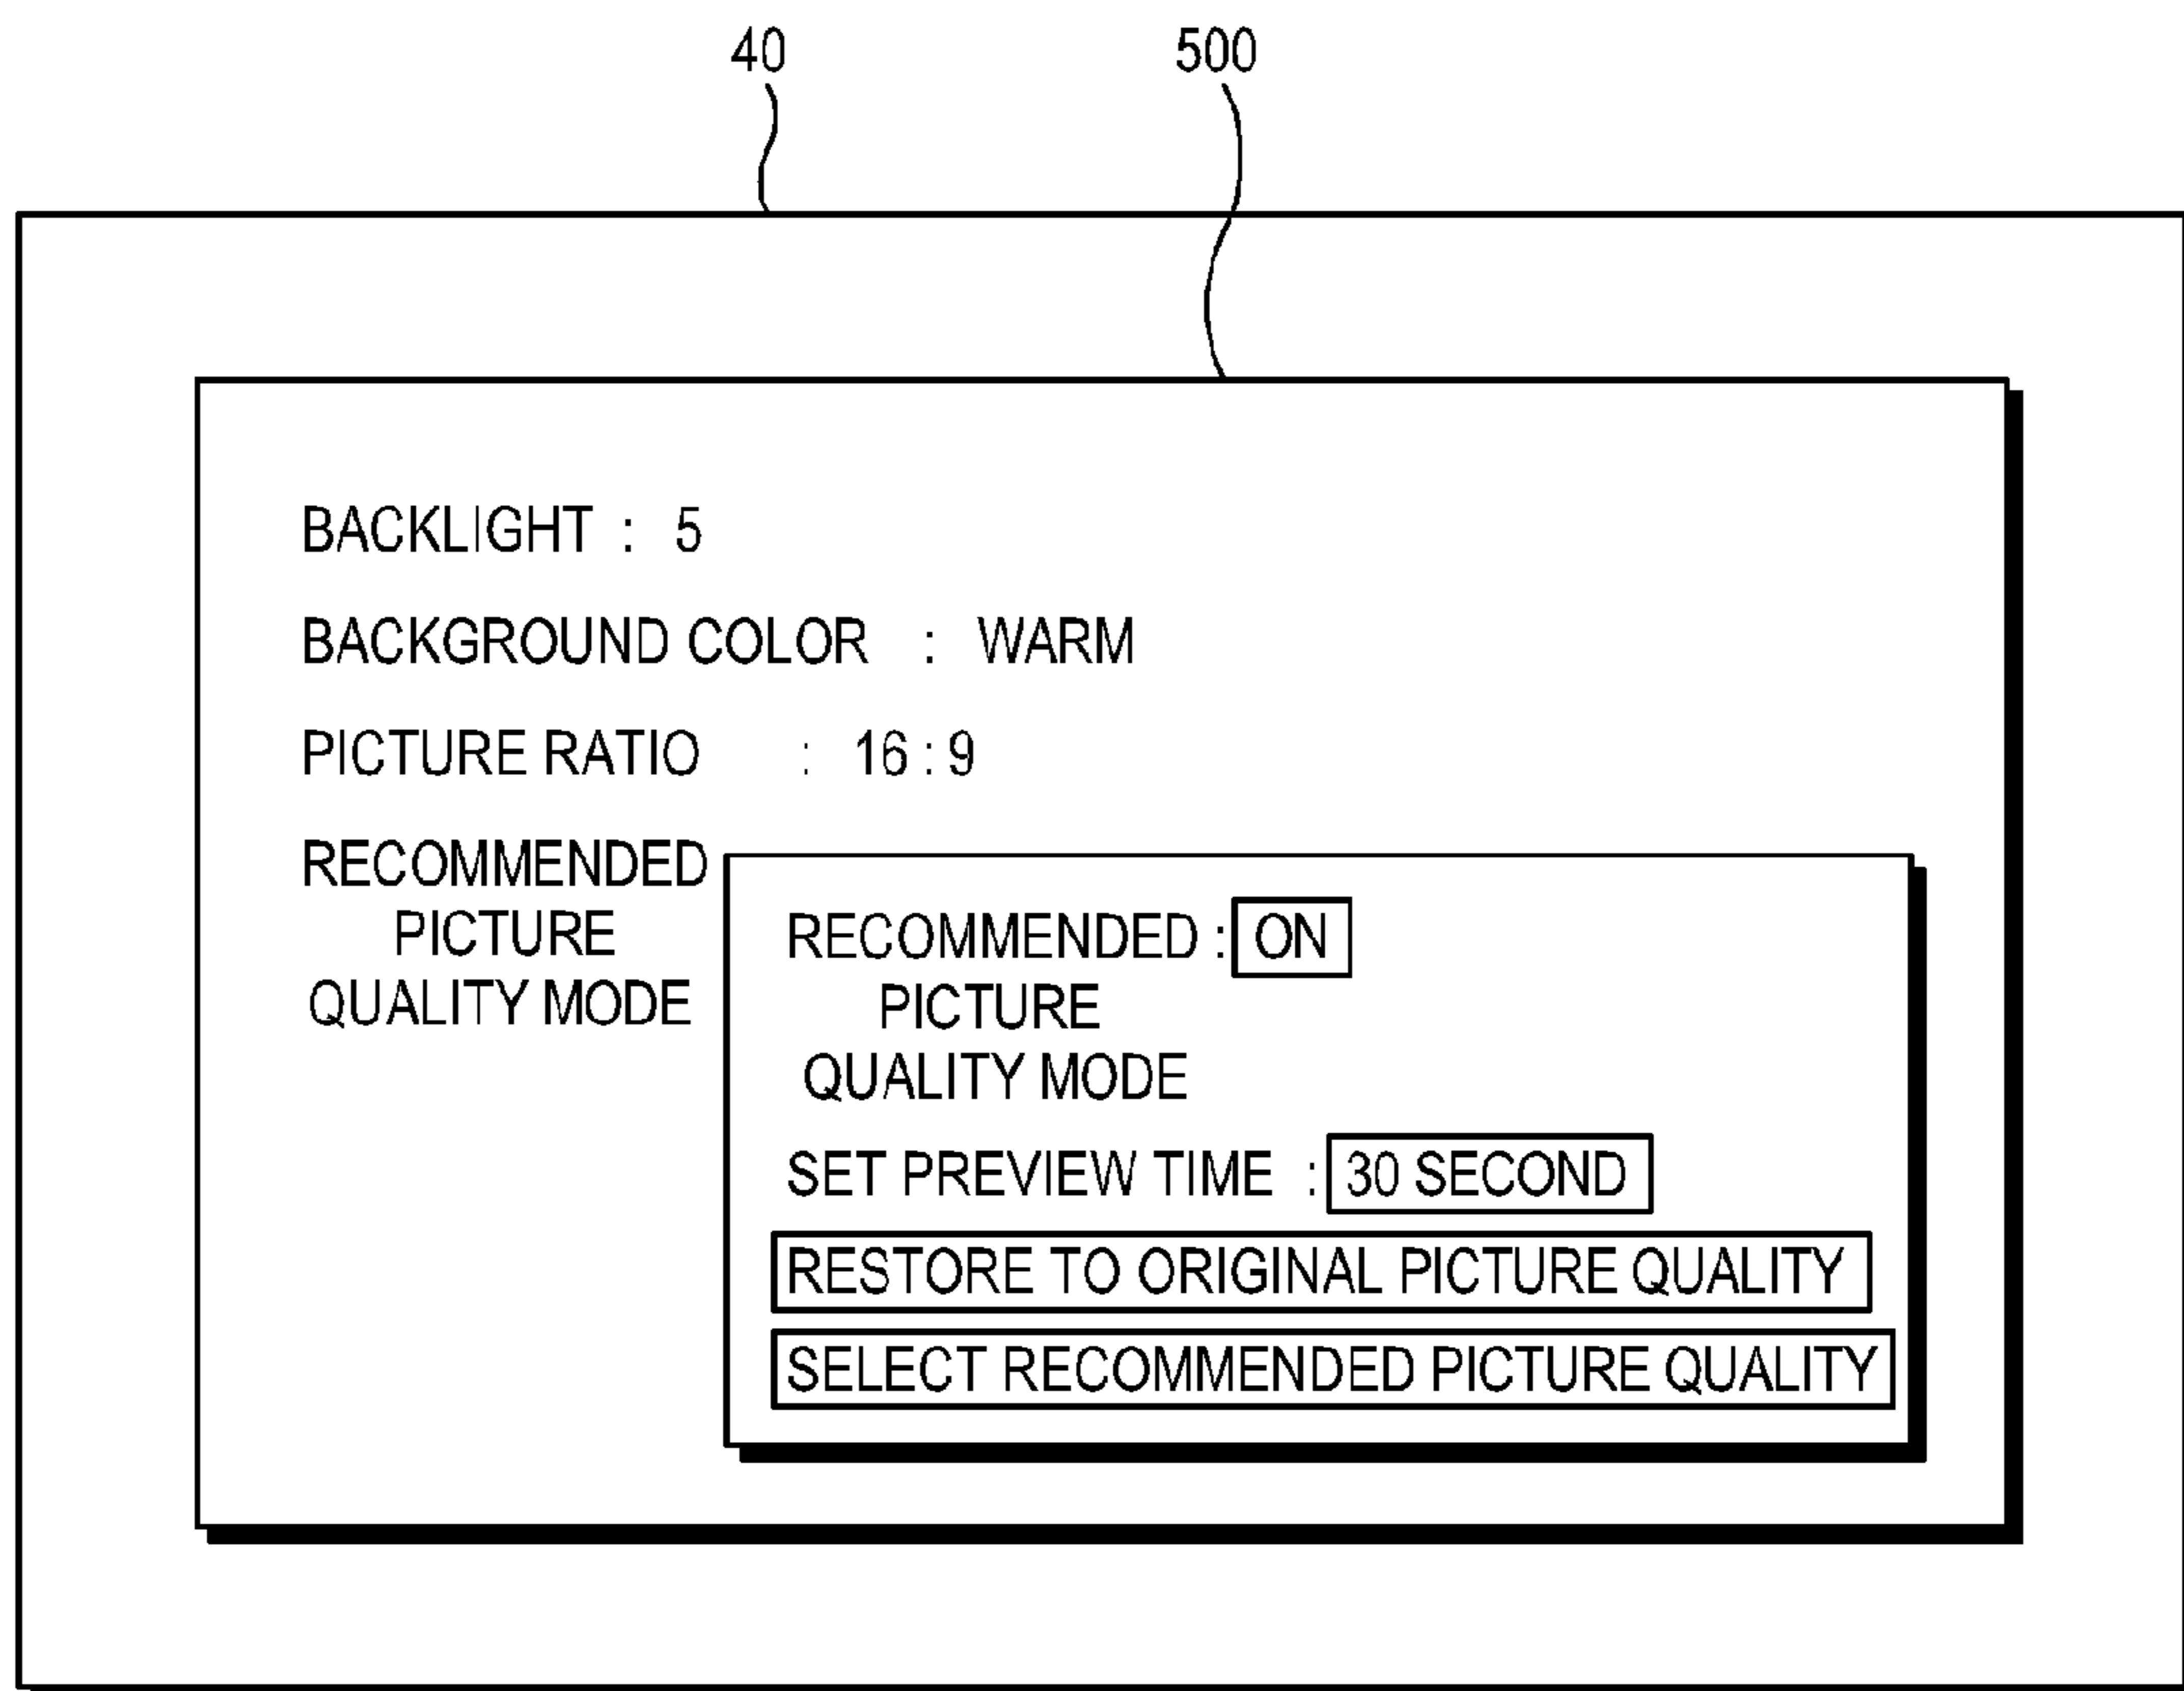 40 500
BACKLIGHT : 5
BACKGROUND COLOR : WARM
PICTURE RATIO : 16 : 9
RECOMMENDED
PICTURE
QUALITY MODE
RECOMMENDED : ON
PICTURE
QUALITY MODE
SET PREVIEW TIME : 30 SECOND
RESTORE TO ORIGINAL PICTURE QUALITY
SELECT RECOMMENDED PICTURE QUALITY